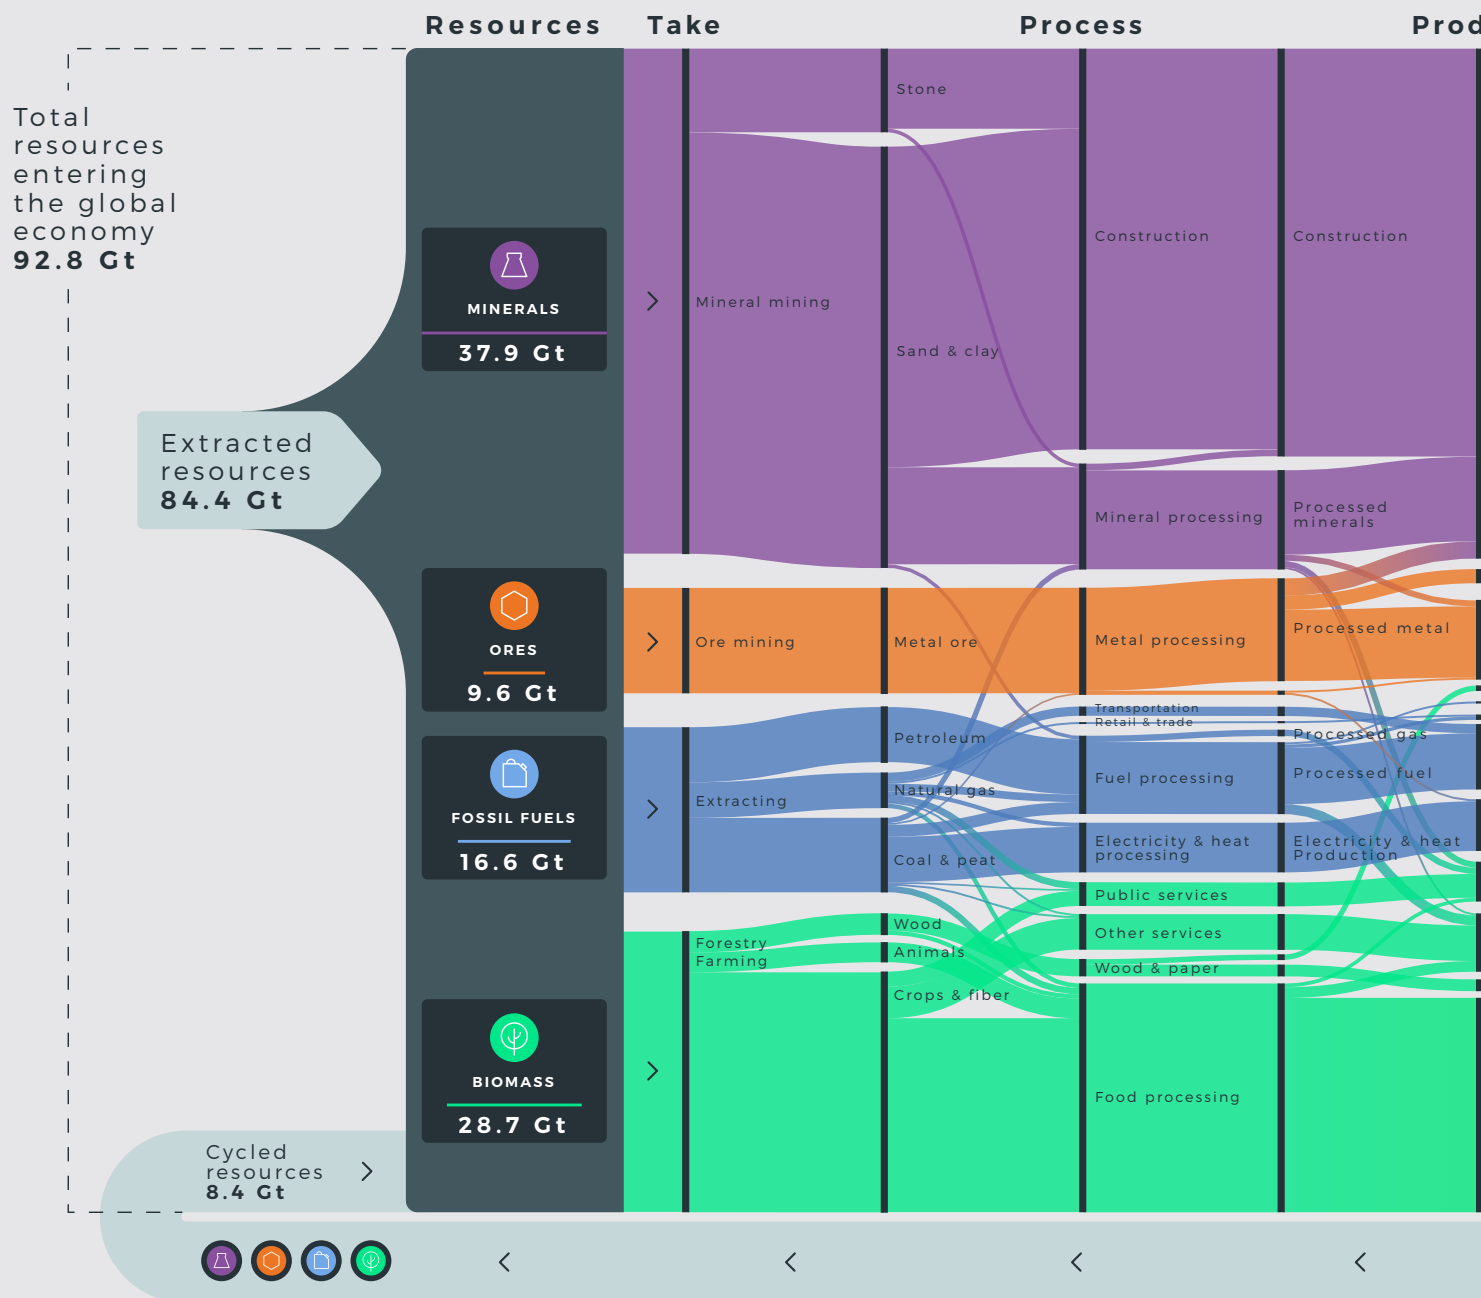 Resources
Take
Process
Prod
Total
resources
entering
the global
economy
92.8 Gt
Extracted
resources
84.4 Gt
MINERALS
37.9 Gt
ORES
9.6 Gt
FOSSIL FUELS
16.6 Gt
BIOMASS
28.7 Gt
Cycled
resources
8.4 Gt
Mineral mining
Ore mining
Extracting
Forestry
Farming
Stone
Sand & clay
Metal ore
Petroleum
Natural gas
Coal & peat
Wood
Animals
Crops & fiber
Construction
Mineral processing
Metal processing
Transportation
Retail & trade
Fuel processing
Electricity & heat
processing
Public services
Other services
Wood & paper
Food processing
Construction
Processed
minerals
Processed metal
Processed gas
Processed fuel
Electricity & heat
Production